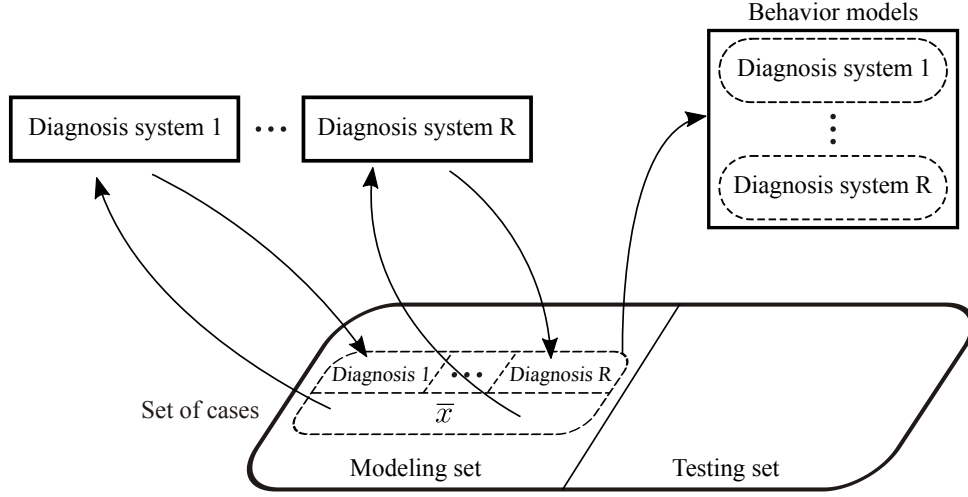 Behavior models
Diagnosis system 1
Diagnosis system 1 ••• Diagnosis system R
⋮
Diagnosis system R
Diagnosis 1 ••• Diagnosis R
Set of cases
x̅
Modeling set
Testing set